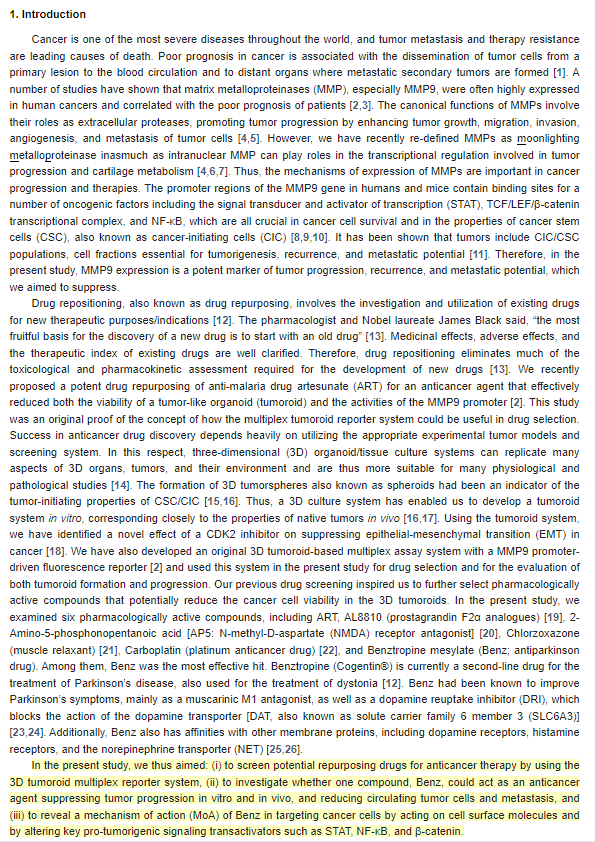 1. Introduction
Cancer is one of the most severe diseases throughout the world, and tumor metastasis and therapy resistance
are leading causes of death. Poor prognosis in cancer is associated with the dissemination of tumor cells from a
primary lesion to the blood circulation and to distant organs where metastatic secondary tumors are formed [1]. A
number of studies have shown that matrix metalloproteinases (MMP), especially MMP9, were often highly expressed
in human cancers and correlated with the poor prognosis of patients [2,3]. The canonical functions of MMPs involve
their roles as extracellular proteases, promoting tumor progression by enhancing tumor growth, migration, invasion,
angiogenesis, and metastasis of tumor cells [4,5]. However, we have recently re-defined MMPs as moonlighting
metalloproteinase inasmuch as intranuclear MMP can play roles in the transcriptional regulation involved in tumor
progression and cartilage metabolism [4,6,7]. Thus, the mechanisms of expression of MMPs are important in cancer
progression and therapies. The promoter regions of the MMP9 gene in humans and mice contain binding sites for a
number of oncogenic factors including the signal transducer and activator of transcription (STAT), TCF/LEF/β-catenin
transcriptional complex, and NF-κB, which are all crucial in cancer cell survival and in the properties of cancer stem
cells (CSC), also known as cancer-initiating cells (CIC) [8,9,10]. It has been shown that tumors include CIC/CSC
populations, cell fractions essential for tumorigenesis, recurrence, and metastatic potential [11]. Therefore, in the
present study, MMP9 expression is a potent marker of tumor progression, recurrence, and metastatic potential, which
we aimed to suppress.
Drug repositioning, also known as drug repurposing, involves the investigation and utilization of existing drugs
for new therapeutic purposes/indications [12]. The pharmacologist and Nobel laureate James Black said, “the most
fruitful basis for the discovery of a new drug is to start with an old drug” [13]. Medicinal effects, adverse effects, and
the therapeutic index of existing drugs are well clarified. Therefore, drug repositioning eliminates much of the
toxicological and pharmacokinetic assessment required for the development of new drugs [13]. We recently
proposed a potent drug repurposing of anti-malaria drug artesunate (ART) for an anticancer agent that effectively
reduced both the viability of a tumor-like organoid (tumoroid) and the activities of the MMP9 promoter [2]. This study
was an original proof of the concept of how the multiplex tumoroid reporter system could be useful in drug selection.
Success in anticancer drug discovery depends heavily on utilizing the appropriate experimental tumor models and
screening system. In this respect, three-dimensional (3D) organoid/tissue culture systems can replicate many
aspects of 3D organs, tumors, and their environment and are thus more suitable for many physiological and
pathological studies [14]. The formation of 3D tumorspheres also known as spheroids had been an indicator of the
tumor-initiating properties of CSC/CIC [15,16]. Thus, a 3D culture system has enabled us to develop a tumoroid
system in vitro, corresponding closely to the properties of native tumors in vivo [16,17]. Using the tumoroid system,
we have identified a novel effect of a CDK2 inhibitor on suppressing epithelial-mesenchymal transition (EMT) in
cancer [18]. We have also developed an original 3D tumoroid-based multiplex assay system with a MMP9 promoter-
driven fluorescence reporter [2] and used this system in the present study for drug selection and for the evaluation of
both tumoroid formation and progression. Our previous drug screening inspired us to further select pharmacologically
active compounds that potentially reduce the cancer cell viability in the 3D tumoroids. In the present study, we
examined six pharmacologically active compounds, including ART, AL8810 (prostagrandin F2α analogues) [19], 2-
Amino-5-phosphonopentanoic acid [AP5: N-methyl-D-aspartate (NMDA) receptor antagonist] [20], Chlorzoxazone
(muscle relaxant) [21], Carboplatin (platinum anticancer drug) [22], and Benztropine mesylate (Benz; antiparkinson
drug). Among them, Benz was the most effective hit. Benztropine (Cogentin®) is currently a second-line drug for the
treatment of Parkinson’s disease, also used for the treatment of dystonia [12]. Benz had been known to improve
Parkinson’s symptoms, mainly as a muscarinic M1 antagonist, as well as a dopamine reuptake inhibitor (DRI), which
blocks the action of the dopamine transporter [DAT, also known as solute carrier family 6 member 3 (SLC6A3)]
[23,24]. Additionally, Benz also has affinities with other membrane proteins, including dopamine receptors, histamine
receptors, and the norepinephrine transporter (NET) [25,26].
In the present study, we thus aimed: (i) to screen potential repurposing drugs for anticancer therapy by using the
3D tumoroid multiplex reporter system, (ii) to investigate whether one compound, Benz, could act as an anticancer
agent suppressing tumor progression in vitro and in vivo, and reducing circulating tumor cells and metastasis, and
(iii) to reveal a mechanism of action (MoA) of Benz in targeting cancer cells by acting on cell surface molecules and
by altering key pro-tumorigenic signaling transactivators such as STAT, NF-κB, and β-catenin.